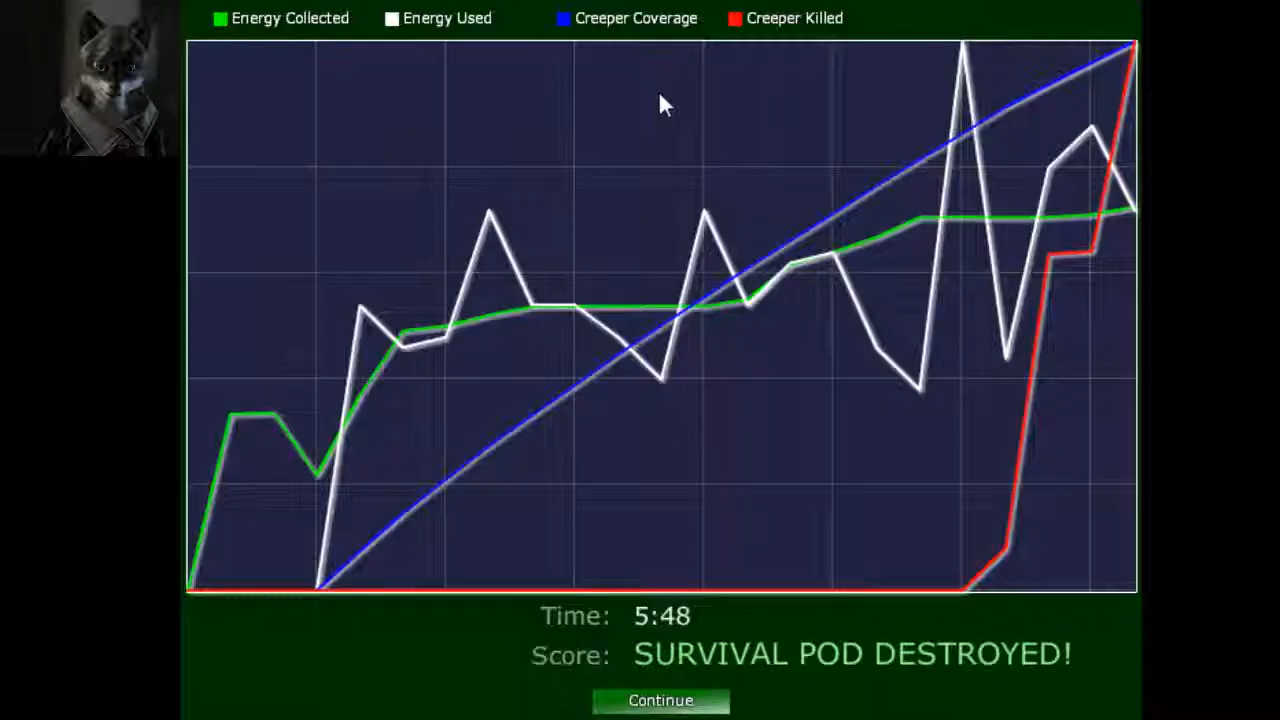 Energy Collected Energy Used Creeper Coverage Creeper Killed
Time: 5:48
Score: SURVIVAL POD DESTROYED!
Continue